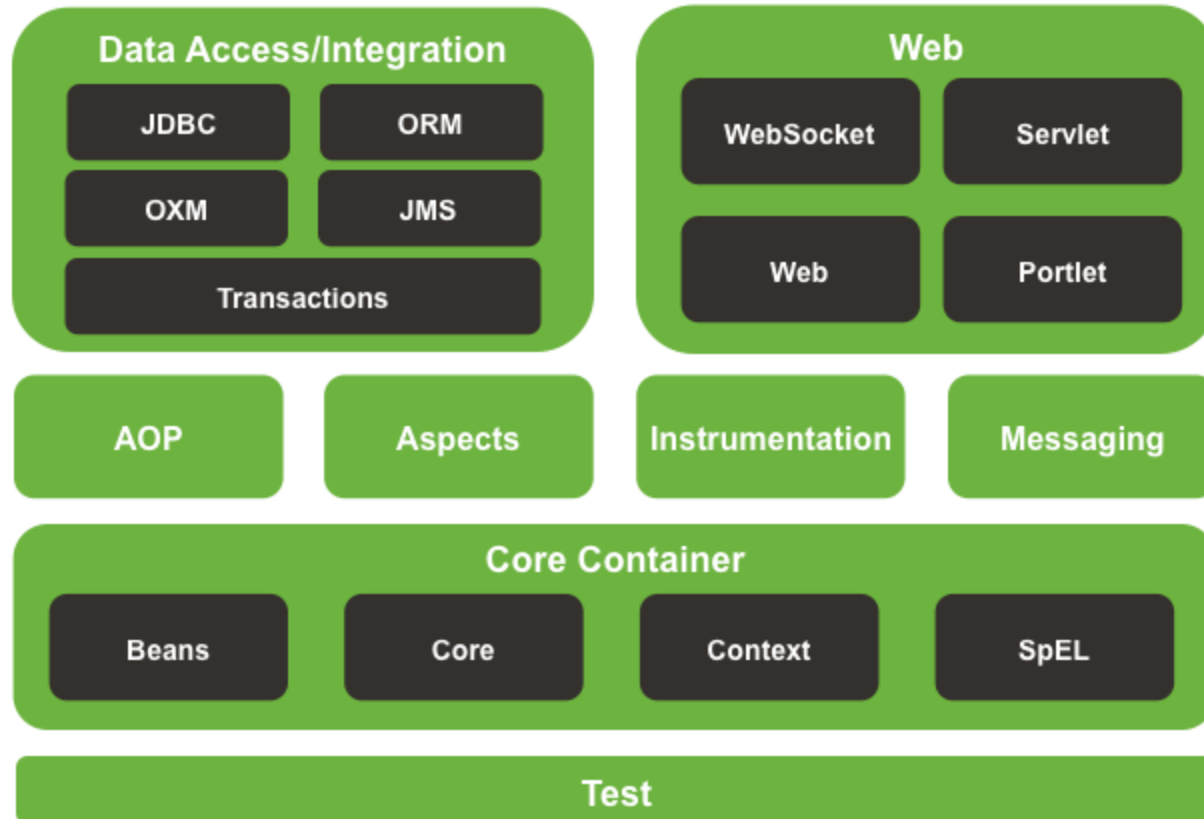 Data Access/Integration
JDBC
ORM
OXM
JMS
Transactions
Web
WebSocket
Servlet
Web
Portlet
AOP
Aspects
Instrumentation
Messaging
Core Container
Beans
Core
Context
SpEL
Test